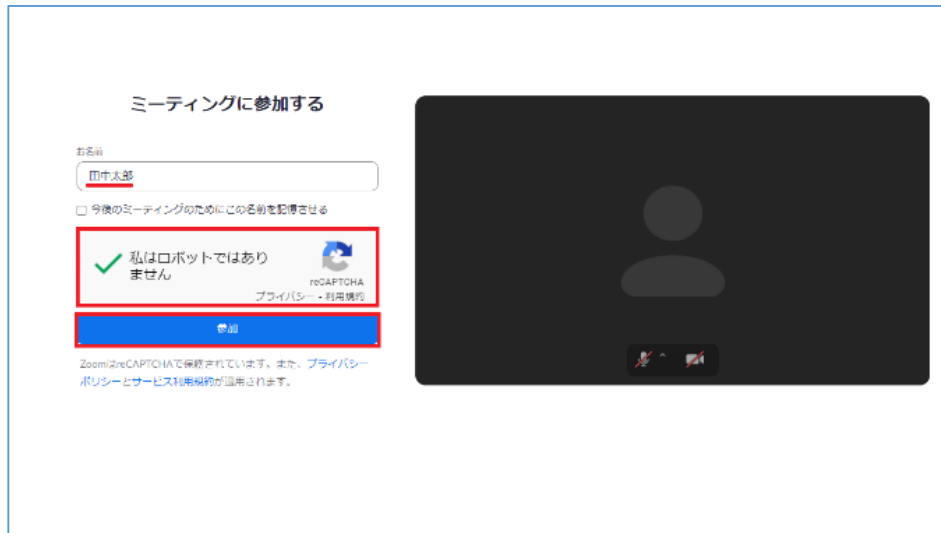 ミーティングに参加する
お名前
田中太郎
今後のミーティングのためにこの名前を記憶させる
私はロボットではあり
ません
reCAPTCHA
プライバシー・利用規約
参加
ZoomはreCAPTCHAで保護されています。また、プライバシー
ポリシーとサービス利用規約が適用されます。